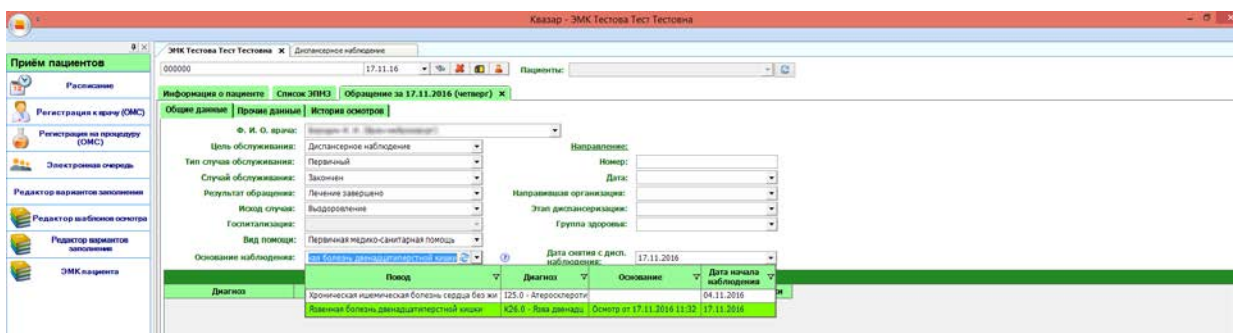 Квазар - ЭМК Тестова Тест Тестовна
Приём пациентов
Расписание
Регистрация к врачу (ОМС)
Регистрация на процедуру
(ОМС)
Электронная очередь
Редактор вариантов заполнения
Редактор шаблонов осмотра
Редактор вариантов
заполнения
ЭМК пациента
ЭМК Тестова Тест Тестовна X Диспансерное наблюдение
000000 17.11.16 Пациенты:
Информация о пациенте Список ЭПМЗ Обращение за 17.11.2016 (четверг) X
Общие данные Прочие данные История осмотров
Ф. И. О. врача:
Цель обслуживания: Диспансерное наблюдение Направление:
Тип случая обслуживания: Первичный Номер:
Случай обслуживания: Закончен Дата:
Результат обращения: Лечение завершено Направившая организация:
Исход случая: Выздоровление Этап диспансеризации:
Госпитализация: Группа здоровья:
Вид помощи: Первичная медико-санитарная помощь
Основание наблюдения: ная болезнь двенадцатиперстной кишки Дата снятия с дисп.
наблюдения: 17.11.2016
Повод Диагноз Основание Дата начала
наблюдения
Диагноз
Хроническая ишемическая болезнь сердца без жи I25.0 - Атеросклероти 04.11.2016
Язвенная болезнь двенадцатиперстной кишки K26.0 - Язва двенадц Осмотр от 17.11.2016 11:32 17.11.2016